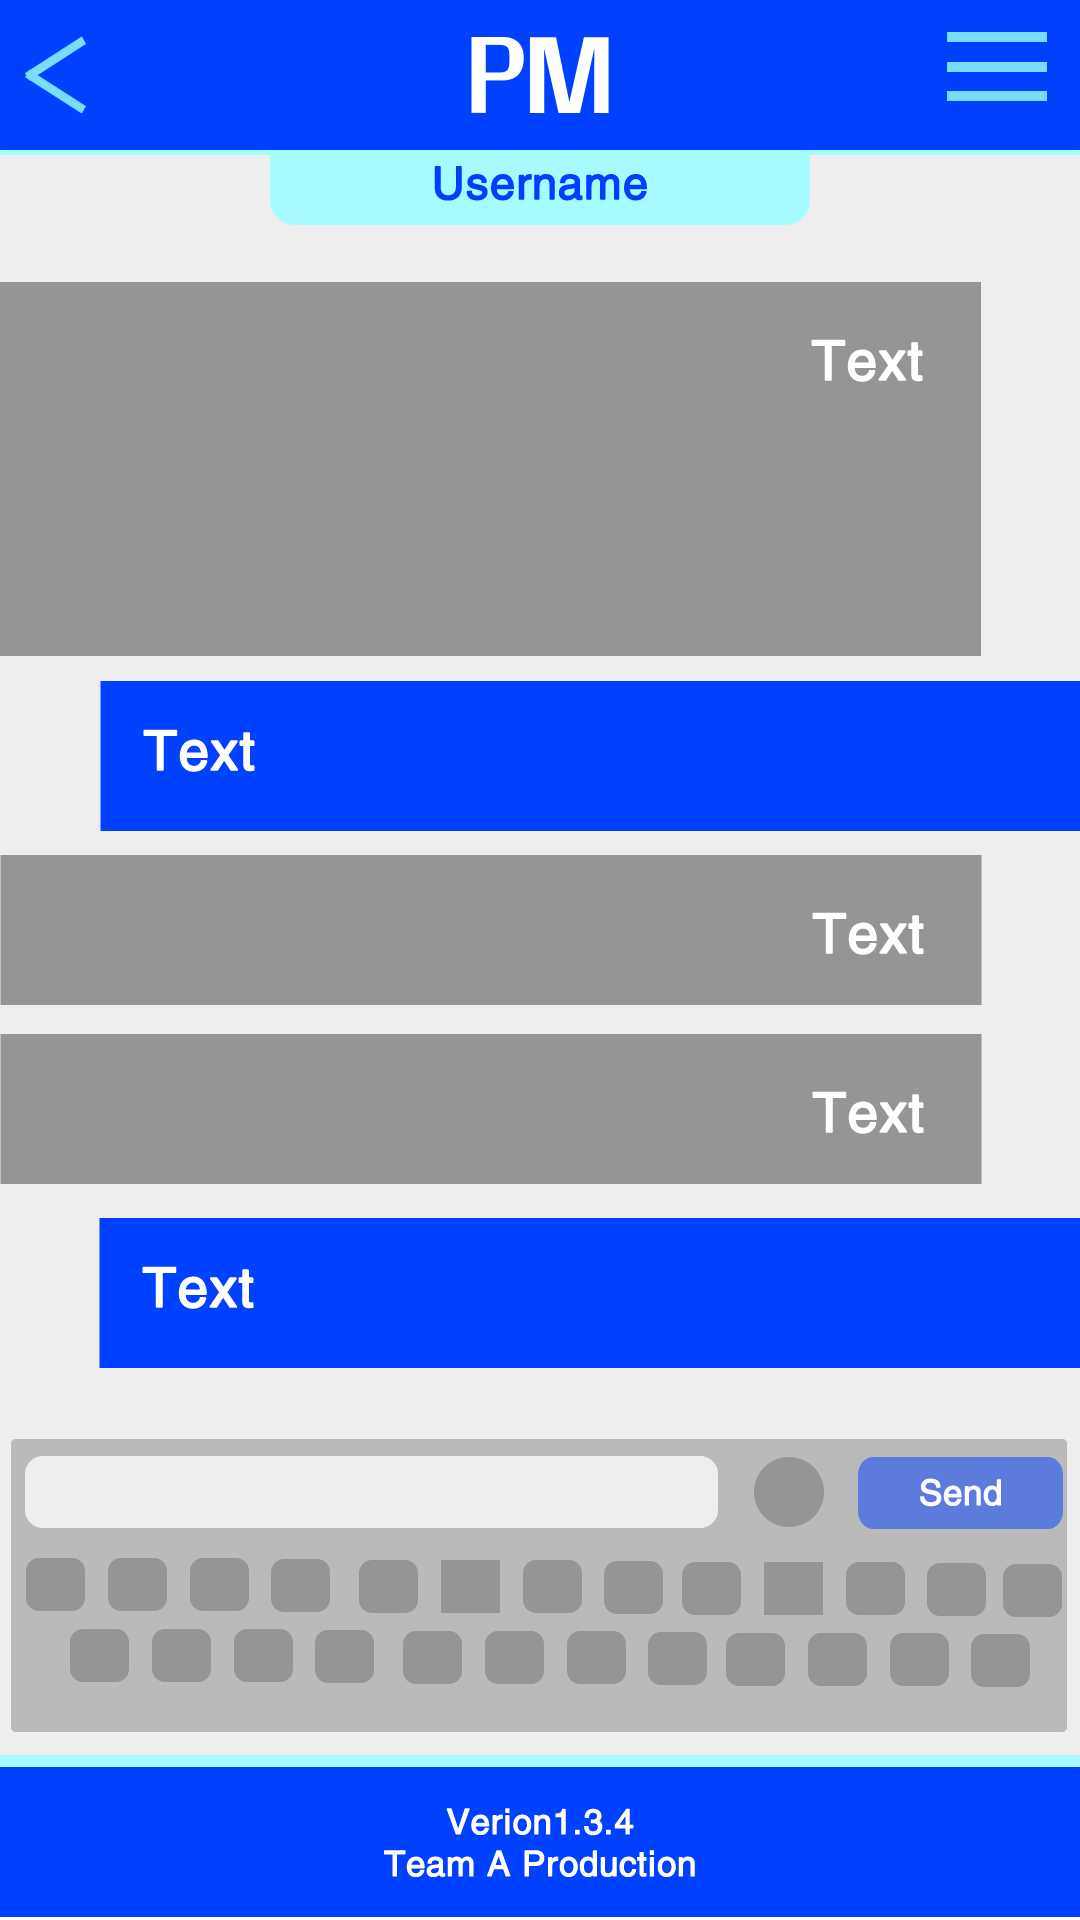 PM
Username
Text
Text
Text
Text
Text
Send
Verion1.3.4
Team A Production